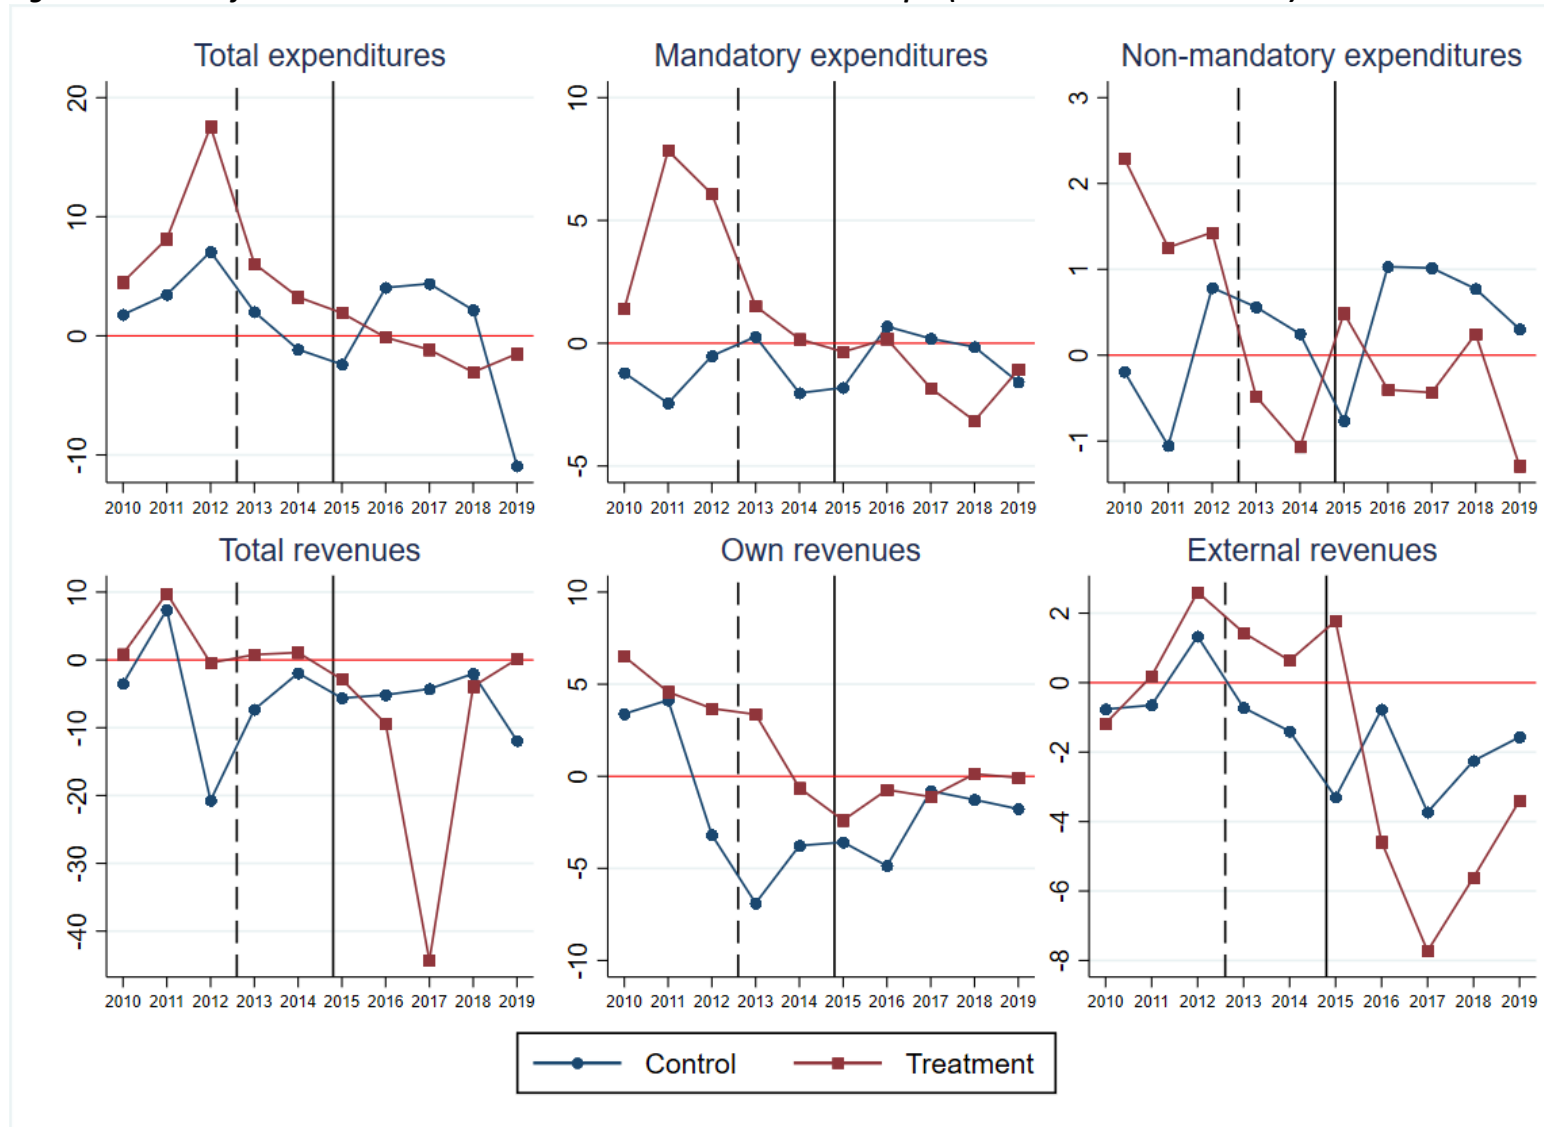 Total expenditures
20
10
0
-10
2010 2011 2012 2013 2014 2015 2016 2017 2018 2019
Mandatory expenditures
10
5
0
-5
2010 2011 2012 2013 2014 2015 2016 2017 2018 2019
Non-mandatory expenditures
3
2
1
0
-1
2010 2011 2012 2013 2014 2015 2016 2017 2018 2019
Total revenues
10
0
-10
-20
-30
-40
2010 2011 2012 2013 2014 2015 2016 2017 2018 2019
Own revenues
10
5
0
-5
-10
2010 2011 2012 2013 2014 2015 2016 2017 2018 2019
External revenues
2
0
-2
-4
-6
-8
2010 2011 2012 2013 2014 2015 2016 2017 2018 2019
Control Treatment